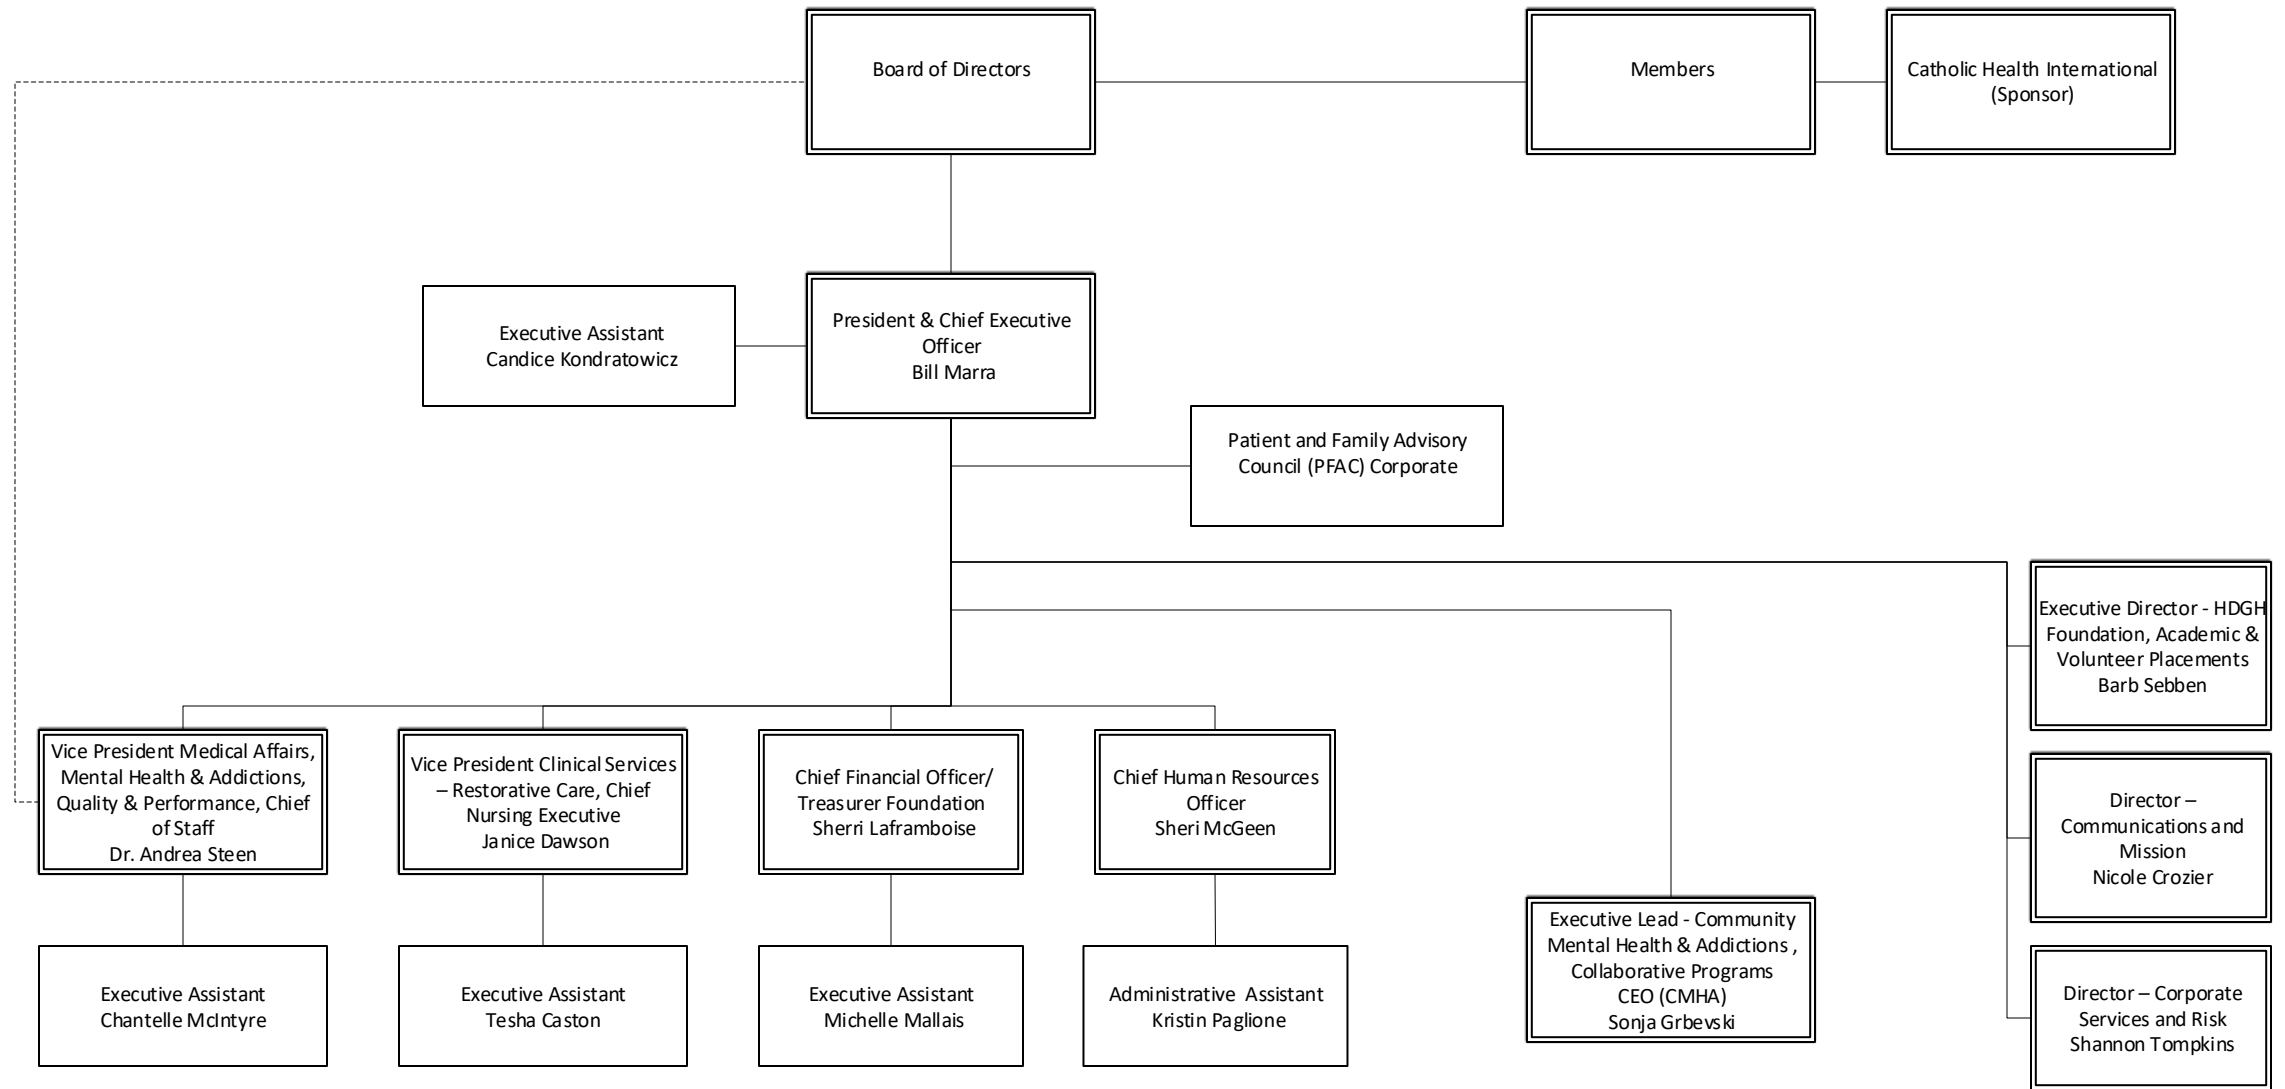 Board of Directors
Members
Catholic Health International
(Sponsor)
Executive Assistant
Candice Kondratowicz
President & Chief Executive
Officer
Bill Marra
Patient and Family Advisory
Council (PFAC) Corporate
Executive Director - HDGH
Foundation, Academic &
Volunteer Placements
Barb Sebben
Vice President Medical Affairs,
Mental Health & Addictions,
Quality & Performance, Chief
of Staff
Dr. Andrea Steen
Vice President Clinical Services
– Restorative Care, Chief
Nursing Executive
Janice Dawson
Chief Financial Officer/
Treasurer Foundation
Sherri Laframboise
Chief Human Resources
Officer
Sheri McGeen
Director –
Communications and
Mission
Nicole Crozier
Executive Assistant
Chantelle McIntyre
Executive Assistant
Tesha Caston
Executive Assistant
Michelle Mallais
Administrative Assistant
Kristin Paglione
Executive Lead - Community
Mental Health & Addictions ,
Collaborative Programs
CEO (CMHA)
Sonja Grbevski
Director – Corporate
Services and Risk
Shannon Tompkins